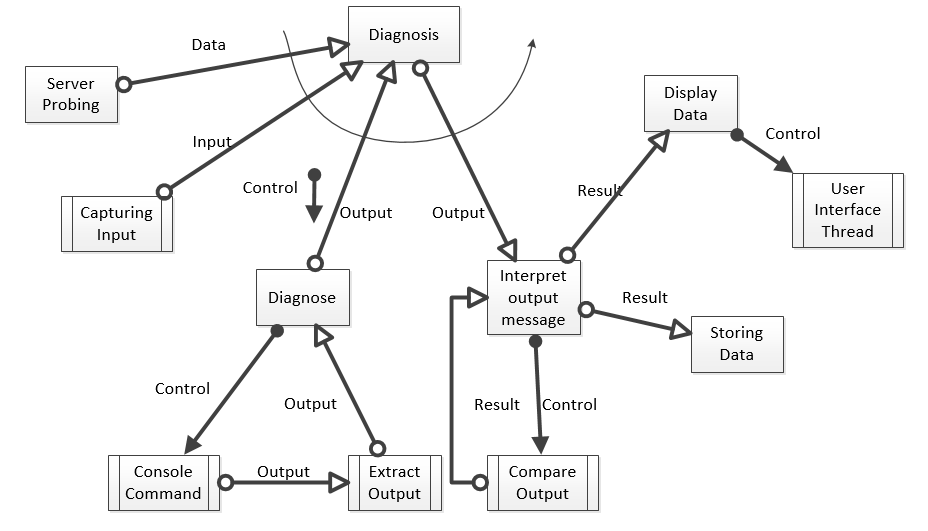 Diagnosis
Data
Server
Probing
Display
Data
Control
Input
User
Interface
Thread
Control
Result
Capturing
Input
Output
Output
Interpret
output
message
Diagnose
Result
Storing
Data
Control
Output
Result
Control
Console
Command
Output
Extract
Output
Compare
Output